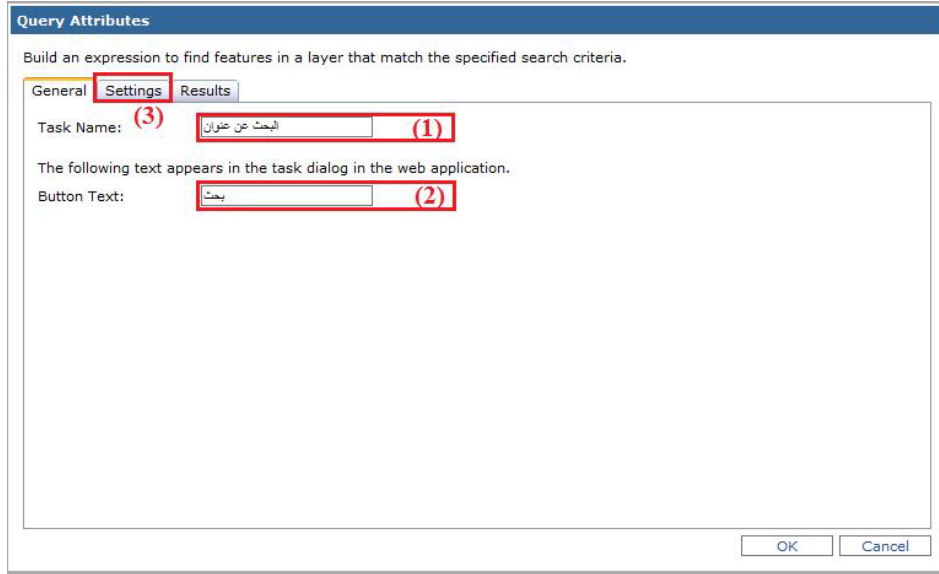 Query Attributes
Build an expression to find features in a layer that match the specified search criteria.
General Settings Results
(3)
Task Name: البحث عن عنوان (1)
The following text appears in the task dialog in the web application.
Button Text: بحث (2)
OK Cancel